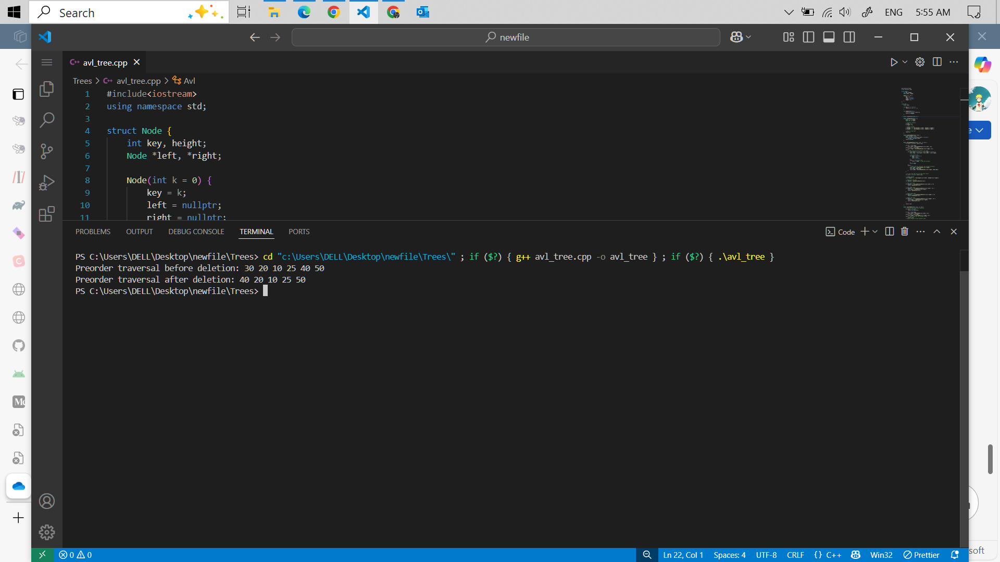 Search
ENG
5:55 AM
newfile
avl_tree.cpp
Trees > avl_tree.cpp > Avl
1 #include<iostream>
2 using namespace std;
3
4 struct Node {
5 int key, height;
6 Node *left, *right;
7
8 Node(int k = 0) {
9 key = k;
10 left = nullptr;
11 right = nullptr;
PROBLEMS OUTPUT DEBUG CONSOLE TERMINAL PORTS
Code
PS C:\Users\DELL\Desktop\newfile\Trees> cd "c:\Users\DELL\Desktop\newfile\Trees\" ; if ($?) { g++ avl_tree.cpp -o avl_tree } ; if ($?) { .\avl_tree }
Preorder traversal before deletion: 30 20 10 25 40 50
Preorder traversal after deletion: 40 20 10 25 50
PS C:\Users\DELL\Desktop\newfile\Trees>
0 0
Ln 22, Col 1 Spaces: 4 UTF-8 CRLF {} C++ Win32 Prettier
soft